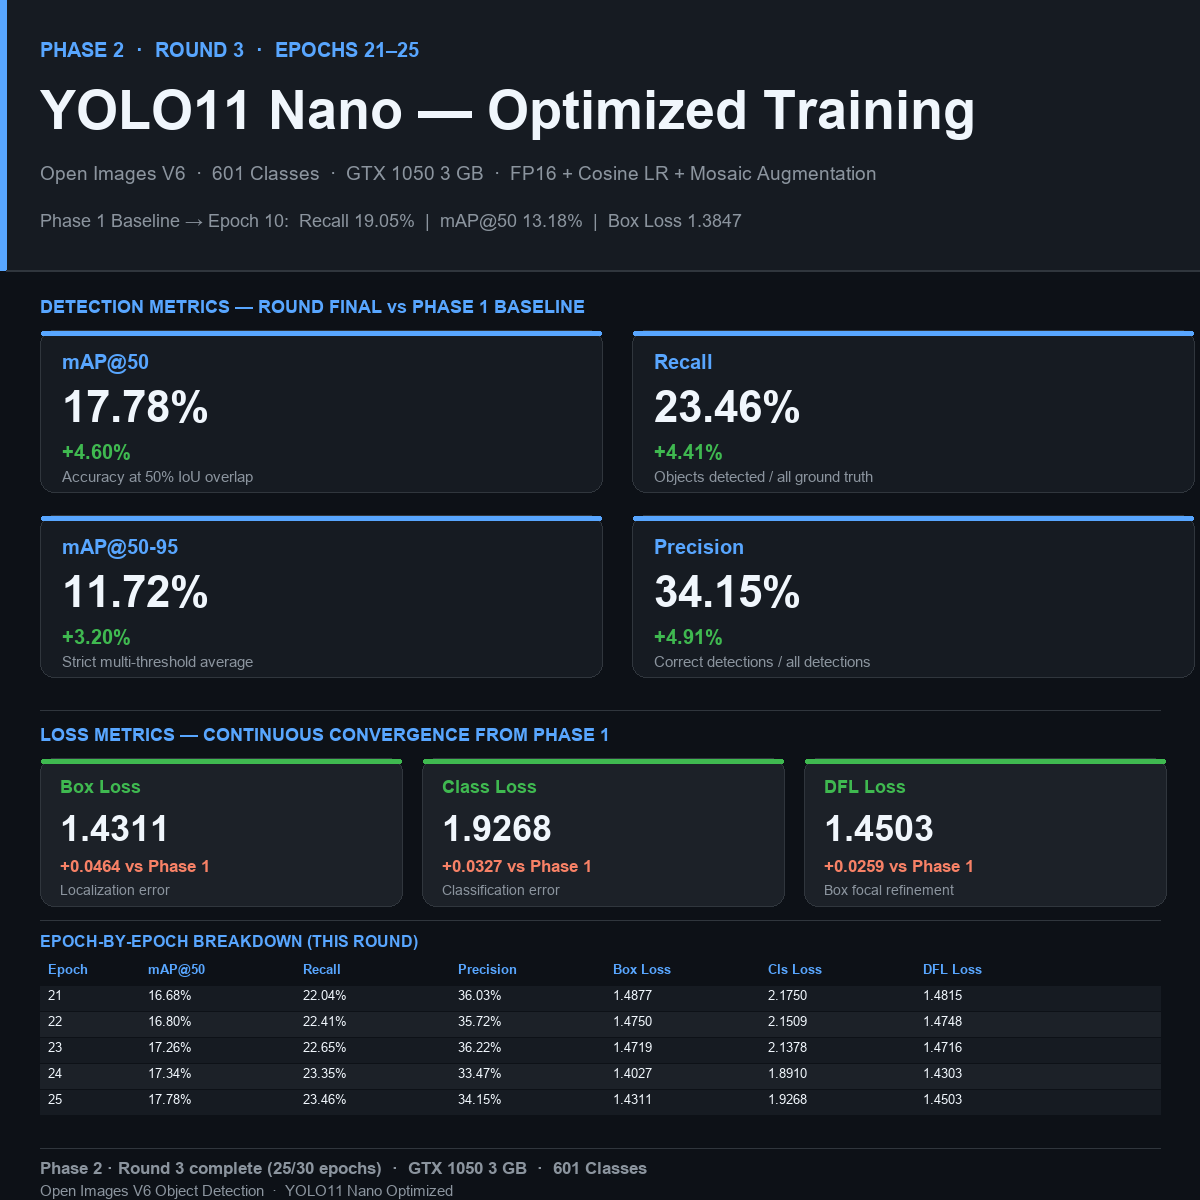 PHASE 2 · ROUND 3 · EPOCHS 21–25
YOLO11 Nano — Optimized Training
Open Images V6 · 601 Classes · GTX 1050 3 GB · FP16 + Cosine LR + Mosaic Augmentation
Phase 1 Baseline → Epoch 10: Recall 19.05% | mAP@50 13.18% | Box Loss 1.3847
DETECTION METRICS — ROUND FINAL vs PHASE 1 BASELINE
mAP@50
17.78%
+4.60%
Accuracy at 50% IoU overlap
Recall
23.46%
+4.41%
Objects detected / all ground truth
mAP@50-95
11.72%
+3.20%
Strict multi-threshold average
Precision
34.15%
+4.91%
Correct detections / all detections
LOSS METRICS — CONTINUOUS CONVERGENCE FROM PHASE 1
Box Loss
1.4311
+0.0464 vs Phase 1
Localization error
Class Loss
1.9268
+0.0327 vs Phase 1
Classification error
DFL Loss
1.4503
+0.0259 vs Phase 1
Box focal refinement
EPOCH-BY-EPOCH BREAKDOWN (THIS ROUND)
Epoch mAP@50 Recall Precision Box Loss Cls Loss DFL Loss
21 16.68% 22.04% 36.03% 1.4877 2.1750 1.4815
22 16.80% 22.41% 35.72% 1.4750 2.1509 1.4748
23 17.26% 22.65% 36.22% 1.4719 2.1378 1.4716
24 17.34% 23.35% 33.47% 1.4027 1.8910 1.4303
25 17.78% 23.46% 34.15% 1.4311 1.9268 1.4503
Phase 2 · Round 3 complete (25/30 epochs) · GTX 1050 3 GB · 601 Classes
Open Images V6 Object Detection · YOLO11 Nano Optimized